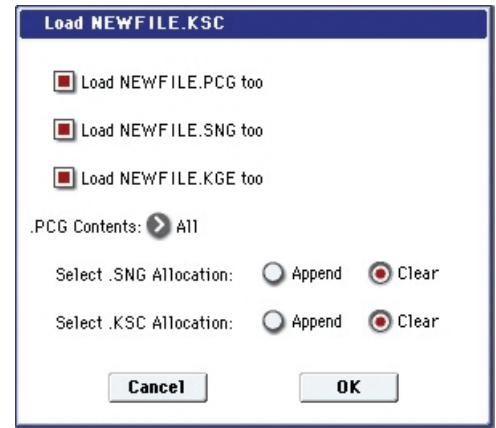 Load NEWFILE.KSC
Load NEWFILE.PCG too
Load NEWFILE.SNG too
Load NEWFILE.KGE too
.PCG Contents: All
Select .SNG Allocation: Append Clear
Select .KSC Allocation: Append Clear
Cancel OK